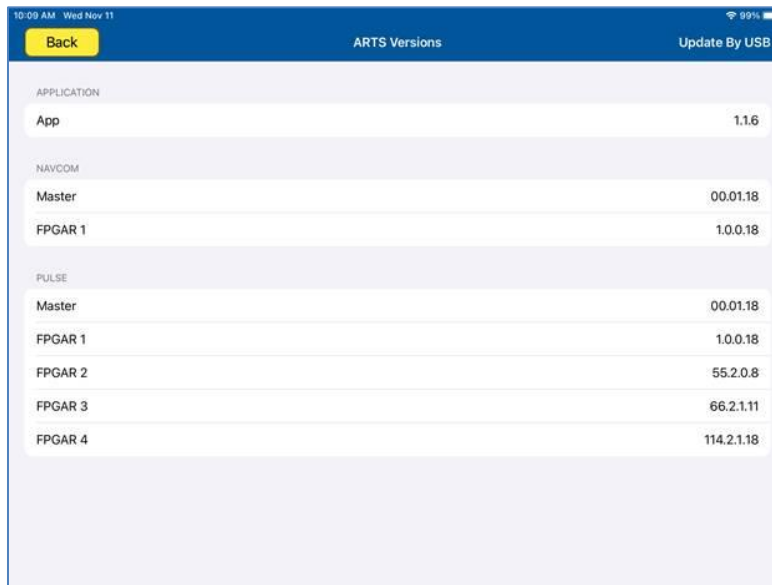 10:09 AM Wed Nov 11 99%
Back ARTS Versions Update By USB
APPLICATION
App 1.1.6
NAVCOM
Master 00.01.18
FPGAR 1 1.0.0.18
PULSE
Master 00.01.18
FPGAR 1 1.0.0.18
FPGAR 2 55.2.0.8
FPGAR 3 66.2.1.11
FPGAR 4 114.2.1.18